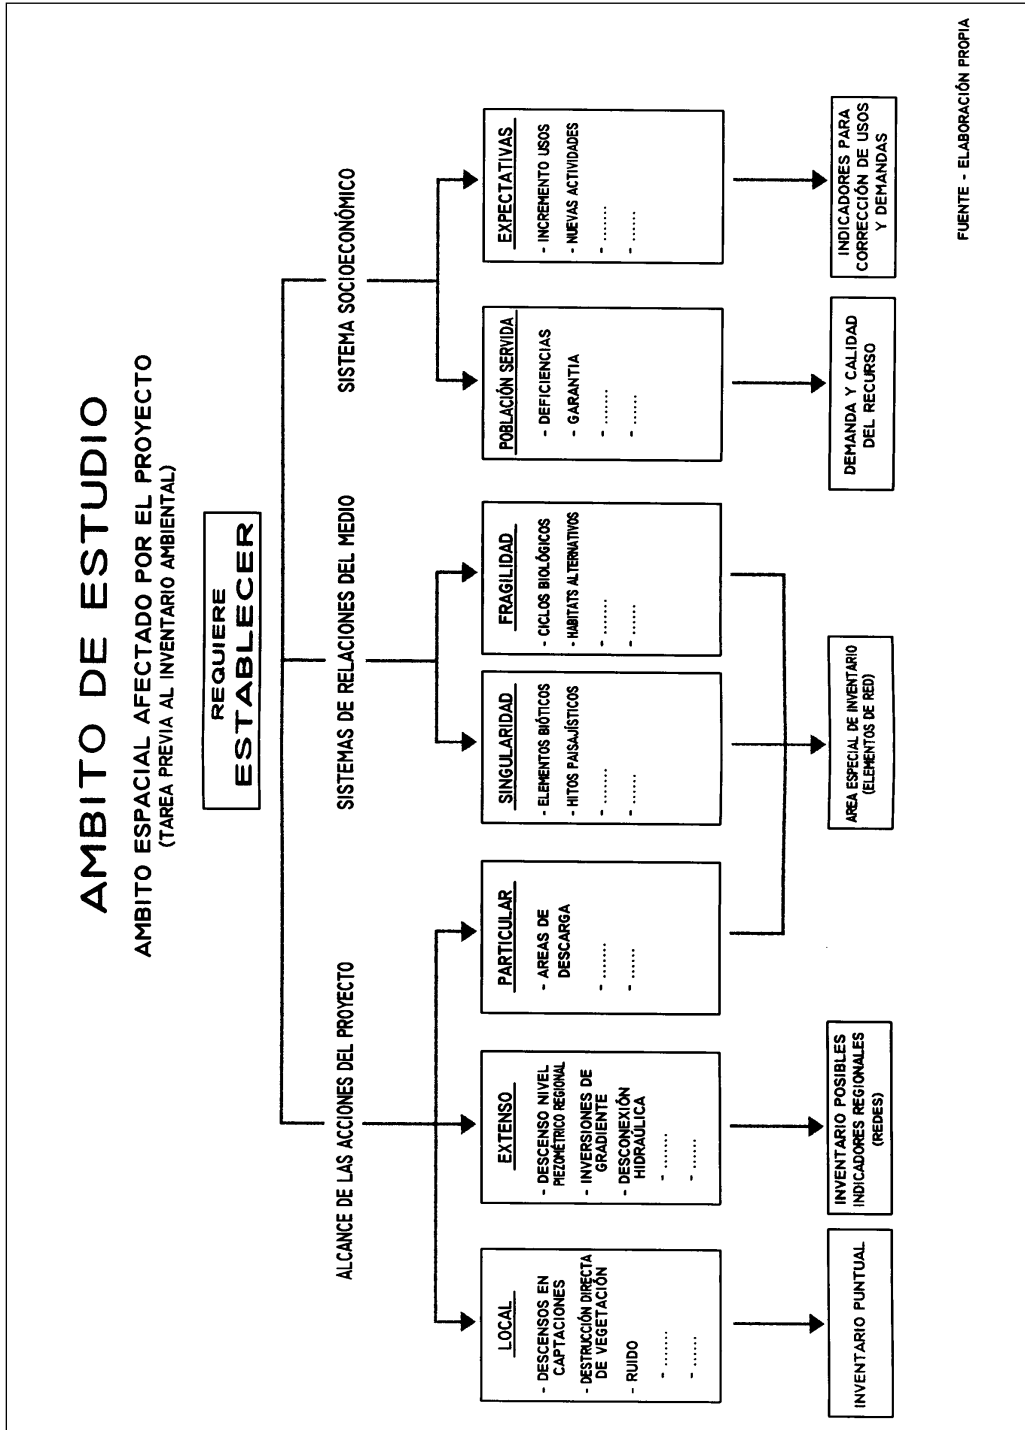 AMBITO DE ESTUDIO
AMBITO ESPACIAL AFECTADO POR EL PROYECTO
(TAREA PREVIA AL INVENTARIO AMBIENTAL)
REQUIERE
ESTABLECER
ALCANCE DE LAS ACCIONES DEL PROYECTO
SISTEMAS DE RELACIONES DEL MEDIO
SISTEMA SOCIOECONÓMICO
LOCAL
- DESCENSOS EN
CAPTACIONES
- DESTRUCCIÓN DIRECTA
DE VEGETACIÓN
- RUIDO
- .......
- ......
EXTENSO
- DESCENSO NIVEL
PIEZOMÉTRICO REGIONAL
- INVERSIONES DE
GRADIENTE
- DESCONEXIÓN
HIDRAÚLICA
- .......
- ......
PARTICULAR
- AREAS DE
DESCARGA
- .......
- ......
SINGULARIDAD
- ELEMENTOS BIÓTICOS
- HITOS PAISAJÍSTICOS
- .......
- ......
FRAGILIDAD
- CICLOS BIOLÓGICOS
- HABITATS ALTERNATIVOS
- .......
- ......
POBLACIÓN SERVIDA
- DEFICIENCIAS
- GARANTIA
- .......
- ......
EXPECTATIVAS
- INCREMENTO USOS
- NUEVAS ACTIVIDADES
- .......
- ......
INVENTARIO PUNTUAL
INVENTARIO POSIBLES
INDICADORES REGIONALES
(REDES)
AREA ESPECIAL DE INVENTARIO
(ELEMENTOS DE RED)
DEMANDA Y CALIDAD
DEL RECURSO
INDICADORES PARA
CORRECCIÓN DE USOS
Y DEMANDAS
FUENTE - ELABORACIÓN PROPIA